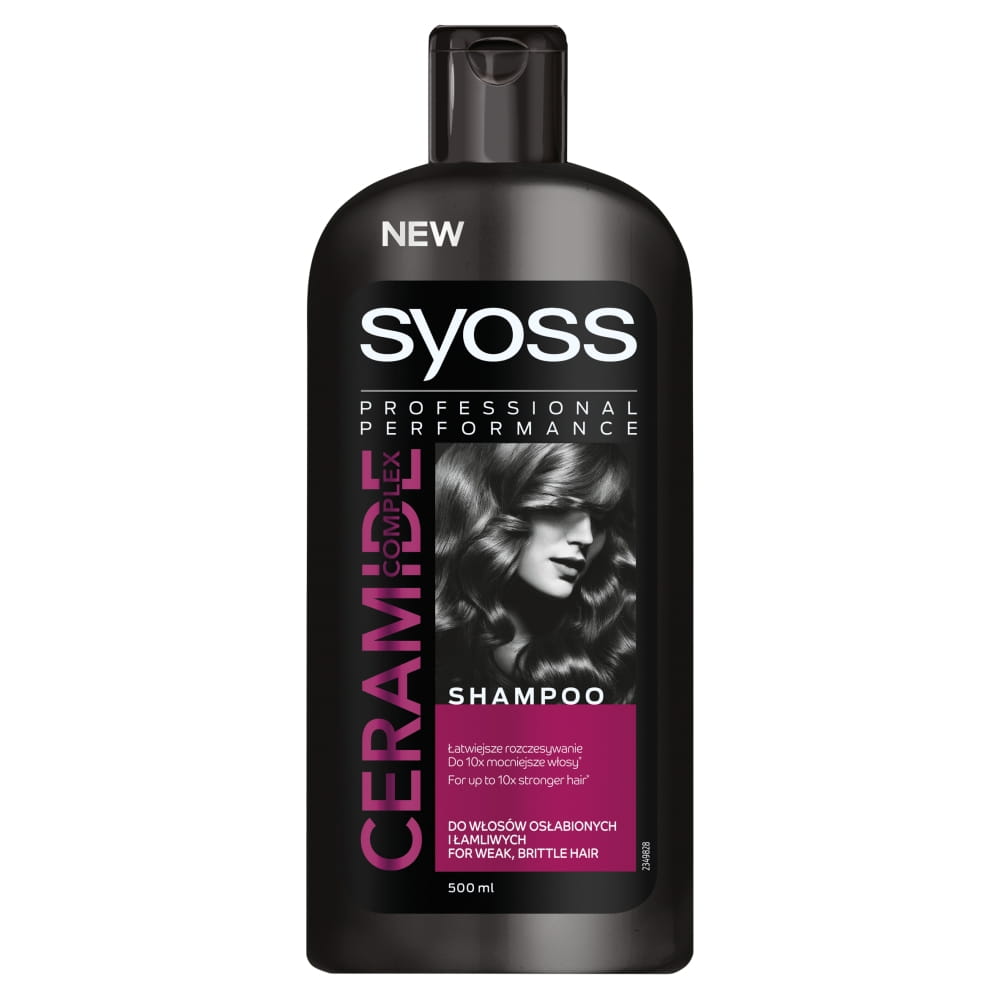 NEW
syoss
PROFESSIONAL
PERFORMANCE
CERAMIDE
COMPLEX
SHAMPOO
Łatwiejsze rozczesywanie
Do 10x mocniejsze włosy*
For up to 10x stronger hair*
DO WŁOSÓW OSŁABIONYCH
I ŁAMLIWYCH
FOR WEAK, BRITTLE HAIR
500 ml
2349828